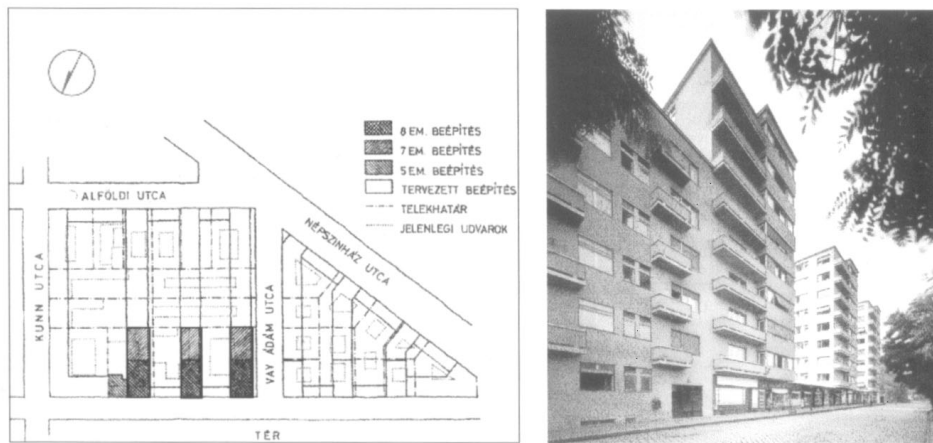 8 EM. BEÉPÍTÉS
7 EM. BEÉPÍTÉS
5 EM. BEÉPÍTÉS
TERVEZETT BEÉPÍTÉS
TELEKHATÁR
JELENLEGI UDVAROK
ALFÖLDI UTCA
NÉPSZINHÁZ UTCA
KUNN UTCA
VAY ÁDÁM UTCA
TÉR